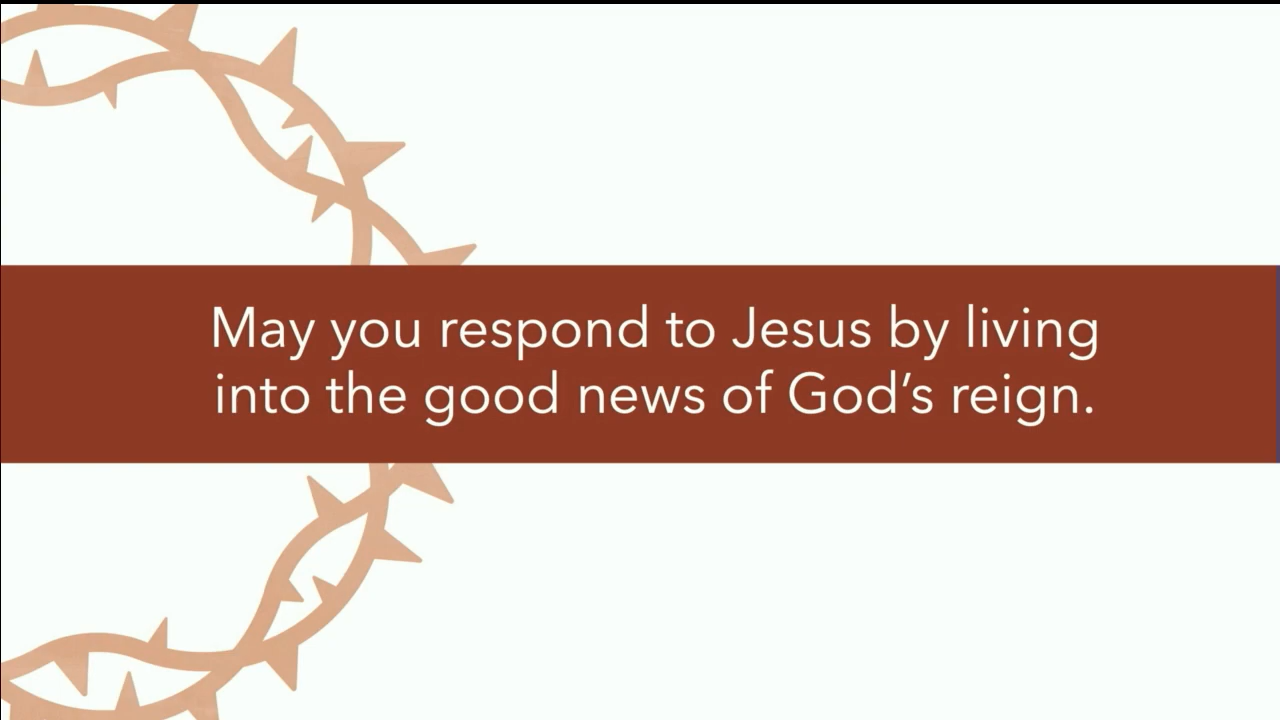 May you respond to Jesus by living
into the good news of God’s reign.